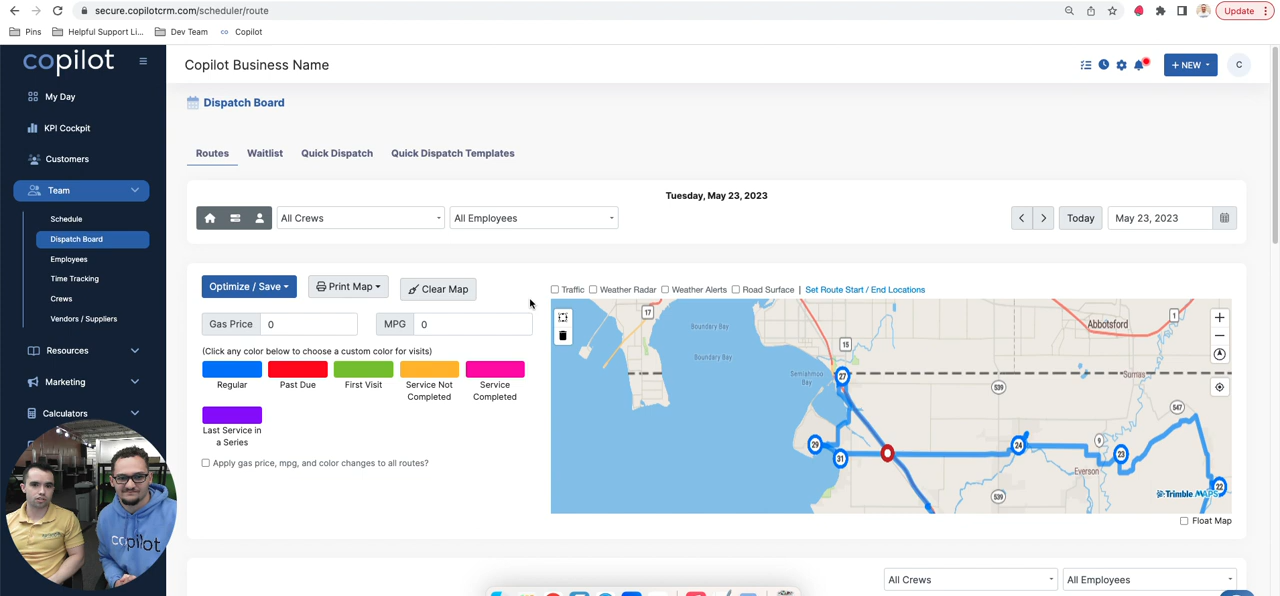 secure.copilotcrm.com/scheduler/route
Update
Pins
Helpful Support Li...
Dev Team
Copilot
copilot
Copilot Business Name
+ NEW
C
My Day
KPI Cockpit
Customers
Team
Schedule
Dispatch Board
Employees
Time Tracking
Crews
Vendors / Suppliers
Resources
Marketing
Calculators
Dispatch Board
Routes
Waitlist
Quick Dispatch
Quick Dispatch Templates
Tuesday, May 23, 2023
All Crews
All Employees
Today
May 23, 2023
Optimize / Save
Print Map
Clear Map
Gas Price
0
MPG
0
(Click any color below to choose a custom color for visits)
Regular
Past Due
First Visit
Service Not
Completed
Service
Completed
Last Service in
a Series
Apply gas price, mpg, and color changes to all routes?
Traffic
Weather Radar
Weather Alerts
Road Surface
|
Set Route Start / End Locations
17
Boundary Bay
Boundary Bay
15
Semiahmoo
Bay
27
Abbotsford
1
Sumas
539
547
29
31
24
9
23
Everson
22
539
Trimble MAPS
Float Map
All Crews
All Employees
copilot